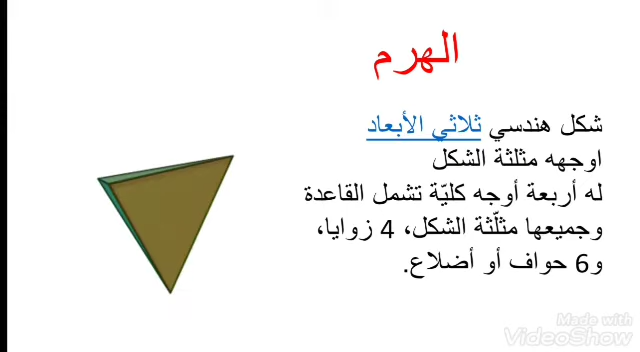 الهرم
شكل هندسي ثلاثي الأبعاد
اوجهه مثلثة الشكل
له أربعة أوجه كليّة تشمل القاعدة
وجميعها مثلّثة الشكل، 4 زوايا،
و6 حواف أو أضلاع.
Made with
VideoShow